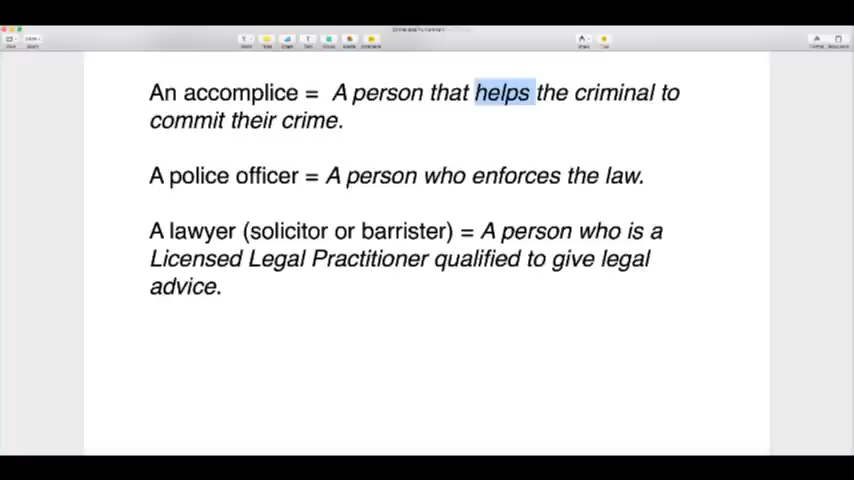 An accomplice = A person that helps the criminal to
commit their crime.
A police officer = A person who enforces the law.
A lawyer (solicitor or barrister) = A person who is a
Licensed Legal Practitioner qualified to give legal
advice.